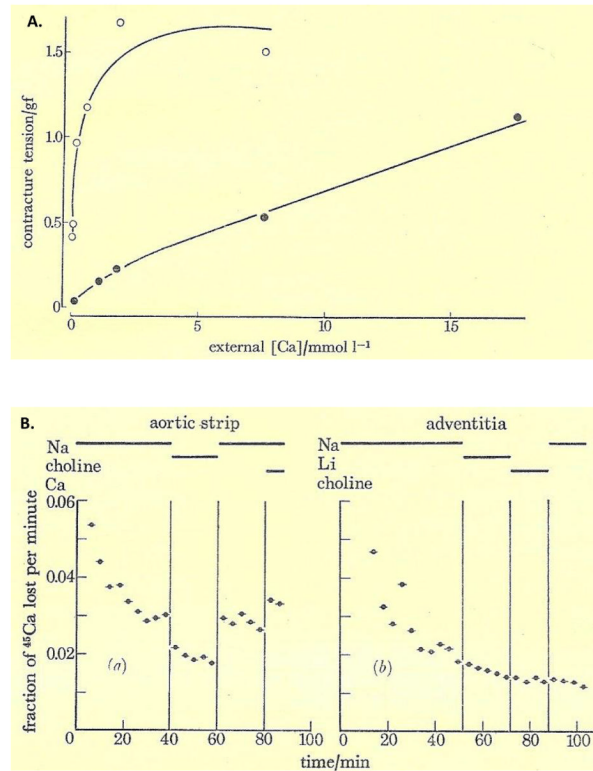 A.
1.5
1.0
0.5
0
contracture tension/gf
0 5 10 15
external [Ca]/mmol l⁻¹
B.
aortic strip adventitia
Na Na
choline Li
Ca choline
0.06
0.04
0.02
0
fraction of ⁴⁵Ca lost per minute
(a) (b)
0 20 40 60 80 100 0 20 40 60 80 100
time/min